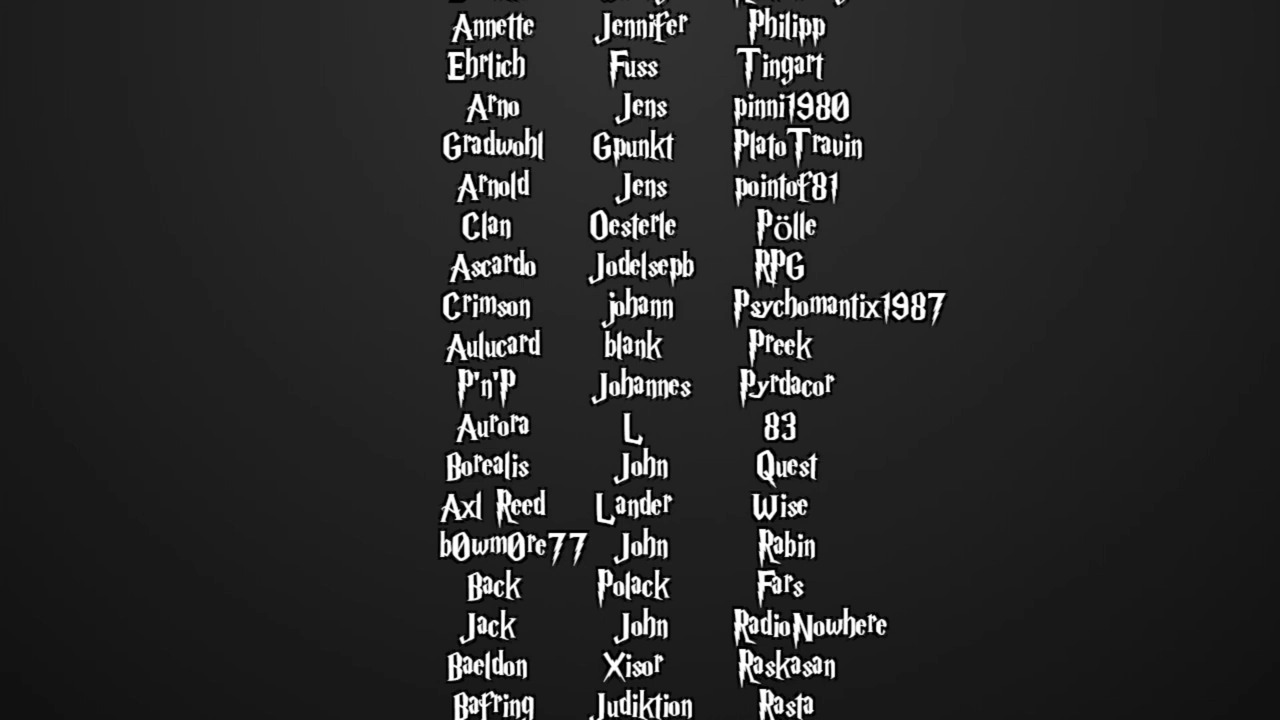 Annette Jennifer Philipp
Ehrlich Fuss Tingart
Arno Jens pinni1980
Gradwohl Gpunkt PlatoTravin
Arnold Jens pointof81
Clan Oesterle Pölle
Ascardo Jodelsepb RPG
Crimson johann Psychomantix1987
Aulucard blank Preek
P'n'P Johannes Pyrdacor
Aurora L 83
Borealis John Quest
Axl Reed Lander Wise
b0wm0re77 John Rabin
Back Polack Fars
Jack John RadioNowhere
Baeldon Xisor Raskasan
Bafring Judiktion Rasta